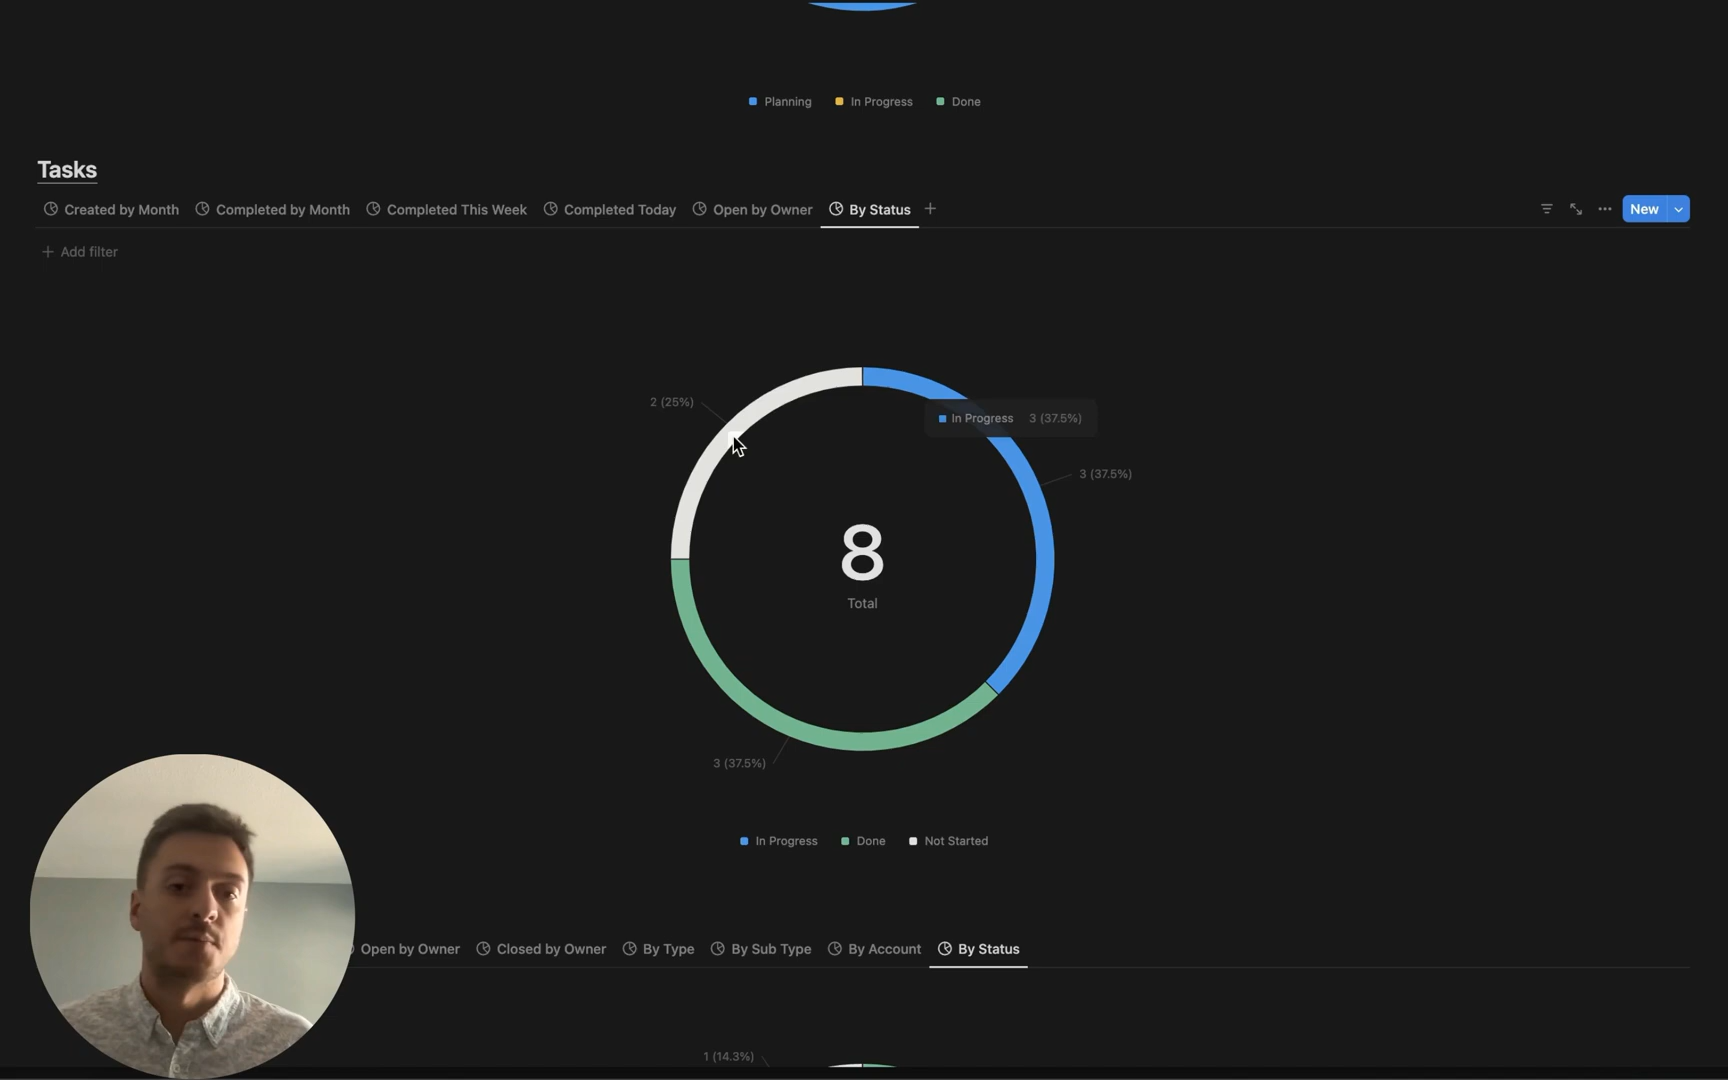 Planning In Progress Done
Tasks
Created by Month Completed by Month Completed This Week Completed Today Open by Owner By Status New
Add filter
2 (25%)
In Progress 3 (37.5%)
3 (37.5%)
8
Total
3 (37.5%)
In Progress Done Not Started
Open by Owner Closed by Owner By Type By Sub Type By Account By Status
1 (14.3%)